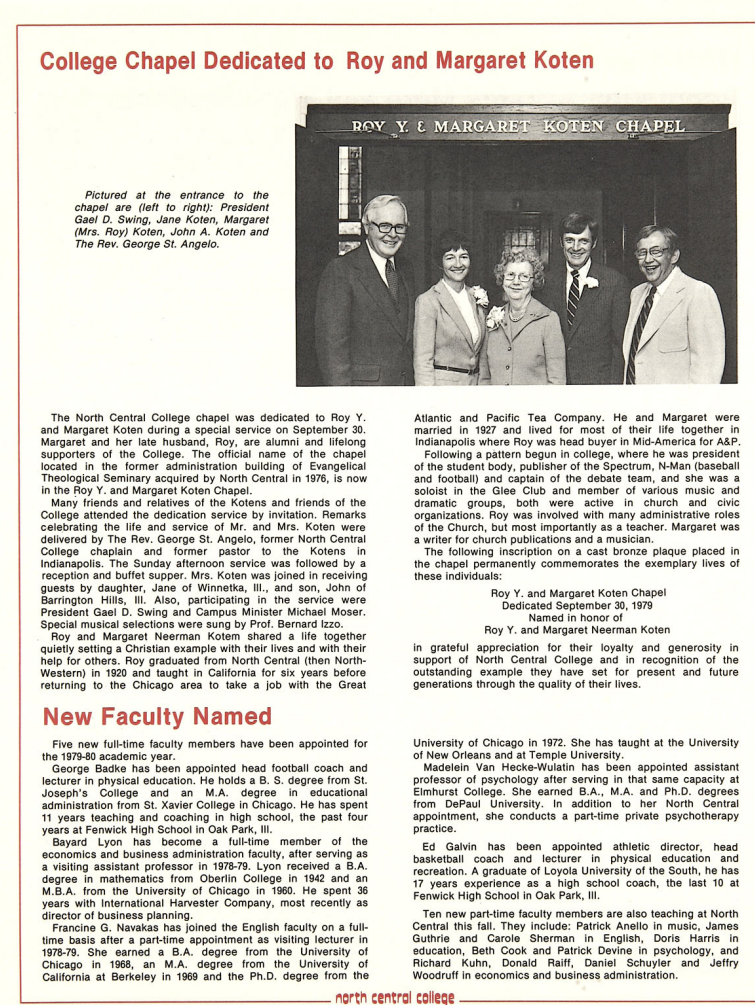 College Chapel Dedicated to Roy and Margaret Koten
ROY Y. & MARGARET KOTEN CHAPEL
Pictured at the entrance to the
chapel are (left to right): President
Gael D. Swing, Jane Koten, Margaret
(Mrs. Roy) Koten, John A. Koten and
The Rev. George St. Angelo.
The North Central College chapel was dedicated to Roy Y.
and Margaret Koten during a special service on September 30.
Margaret and her late husband, Roy, are alumni and lifelong
supporters of the College. The official name of the chapel
located in the former administration building of Evangelical
Theological Seminary acquired by North Central in 1976, is now
in the Roy Y. and Margaret Koten Chapel.
Many friends and relatives of the Kotens and friends of the
College attended the dedication service by invitation. Remarks
celebrating the life and service of Mr. and Mrs. Koten were
delivered by The Rev. George St. Angelo, former North Central
College chaplain and former pastor to the Kotens in
Indianapolis. The Sunday afternoon service was followed by a
reception and buffet supper. Mrs. Koten was joined in receiving
guests by daughter, Jane of Winnetka, Ill., and son, John of
Barrington Hills, Ill. Also, participating in the service were
President Gael D. Swing and Campus Minister Michael Moser.
Special musical selections were sung by Prof. Bernard Izzo.
Roy and Margaret Neerman Kotem shared a life together
quietly setting a Christian example with their lives and with their
help for others. Roy graduated from North Central (then North-
Western) in 1920 and taught in California for six years before
returning to the Chicago area to take a job with the Great
Atlantic and Pacific Tea Company. He and Margaret were
married in 1927 and lived for most of their life together in
Indianapolis where Roy was head buyer in Mid-America for A&P.
Following a pattern begun in college, where he was president
of the student body, publisher of the Spectrum, N-Man (baseball
and football) and captain of the debate team, and she was a
soloist in the Glee Club and member of various music and
dramatic groups, both were active in church and civic
organizations. Roy was involved with many administrative roles
of the Church, but most importantly as a teacher. Margaret was
a writer for church publications and a musician.
The following inscription on a cast bronze plaque placed in
the chapel permanently commemorates the exemplary lives of
these individuals:
Roy Y. and Margaret Koten Chapel
Dedicated September 30, 1979
Named in honor of
Roy Y. and Margaret Neerman Koten
in grateful appreciation for their loyalty and generosity in
support of North Central College and in recognition of the
outstanding example they have set for present and future
generations through the quality of their lives.
New Faculty Named
Five new full-time faculty members have been appointed for
the 1979-80 academic year.
George Badke has been appointed head football coach and
lecturer in physical education. He holds a B. S. degree from St.
Joseph's College and an M.A. degree in educational
administration from St. Xavier College in Chicago. He has spent
11 years teaching and coaching in high school, the past four
years at Fenwick High School in Oak Park, Ill.
Bayard Lyon has become a full-time member of the
economics and business administration faculty, after serving as
a visiting assistant professor in 1978-79. Lyon received a B.A.
degree in mathematics from Oberlin College in 1942 and an
M.B.A. from the University of Chicago in 1960. He spent 36
years with International Harvester Company, most recently as
director of business planning.
Francine G. Navakas has joined the English faculty on a full-
time basis after a part-time appointment as visiting lecturer in
1978-79. She earned a B.A. degree from the University of
Chicago in 1968, an M.A. degree from the University of
California at Berkeley in 1969 and the Ph.D. degree from the
University of Chicago in 1972. She has taught at the University
of New Orleans and at Temple University.
Madelein Van Hecke-Wulatin has been appointed assistant
professor of psychology after serving in that same capacity at
Elmhurst College. She earned B.A., M.A. and Ph.D. degrees
from DePaul University. In addition to her North Central
appointment, she conducts a part-time private psychotherapy
practice.
Ed Galvin has been appointed athletic director, head
basketball coach and lecturer in physical education and
recreation. A graduate of Loyola University of the South, he has
17 years experience as a high school coach, the last 10 at
Fenwick High School in Oak Park, Ill.
Ten new part-time faculty members are also teaching at North
Central this fall. They include: Patrick Anello in music, James
Guthrie and Carole Sherman in English, Doris Harris in
education, Beth Cook and Patrick Devine in psychology, and
Richard Kuhn, Donald Raiff, Daniel Schuyler and Jeffry
Woodruff in economics and business administration.
north central college